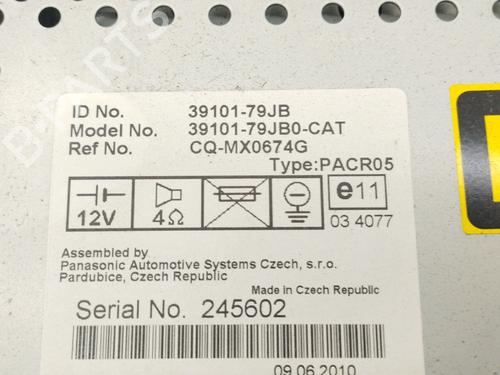 B-PARTS
ID No. 39101-79JB
Model No. 39101-79JB0-CAT
Ref No. CQ-MX0674G
Type:PACR05
12V 4Ω e11
03 4077
Assembled by
Panasonic Automotive Systems Czech, s.r.o.
Pardubice, Czech Republic
Made in Czech Republic
Serial No. 245602
09.06.2010